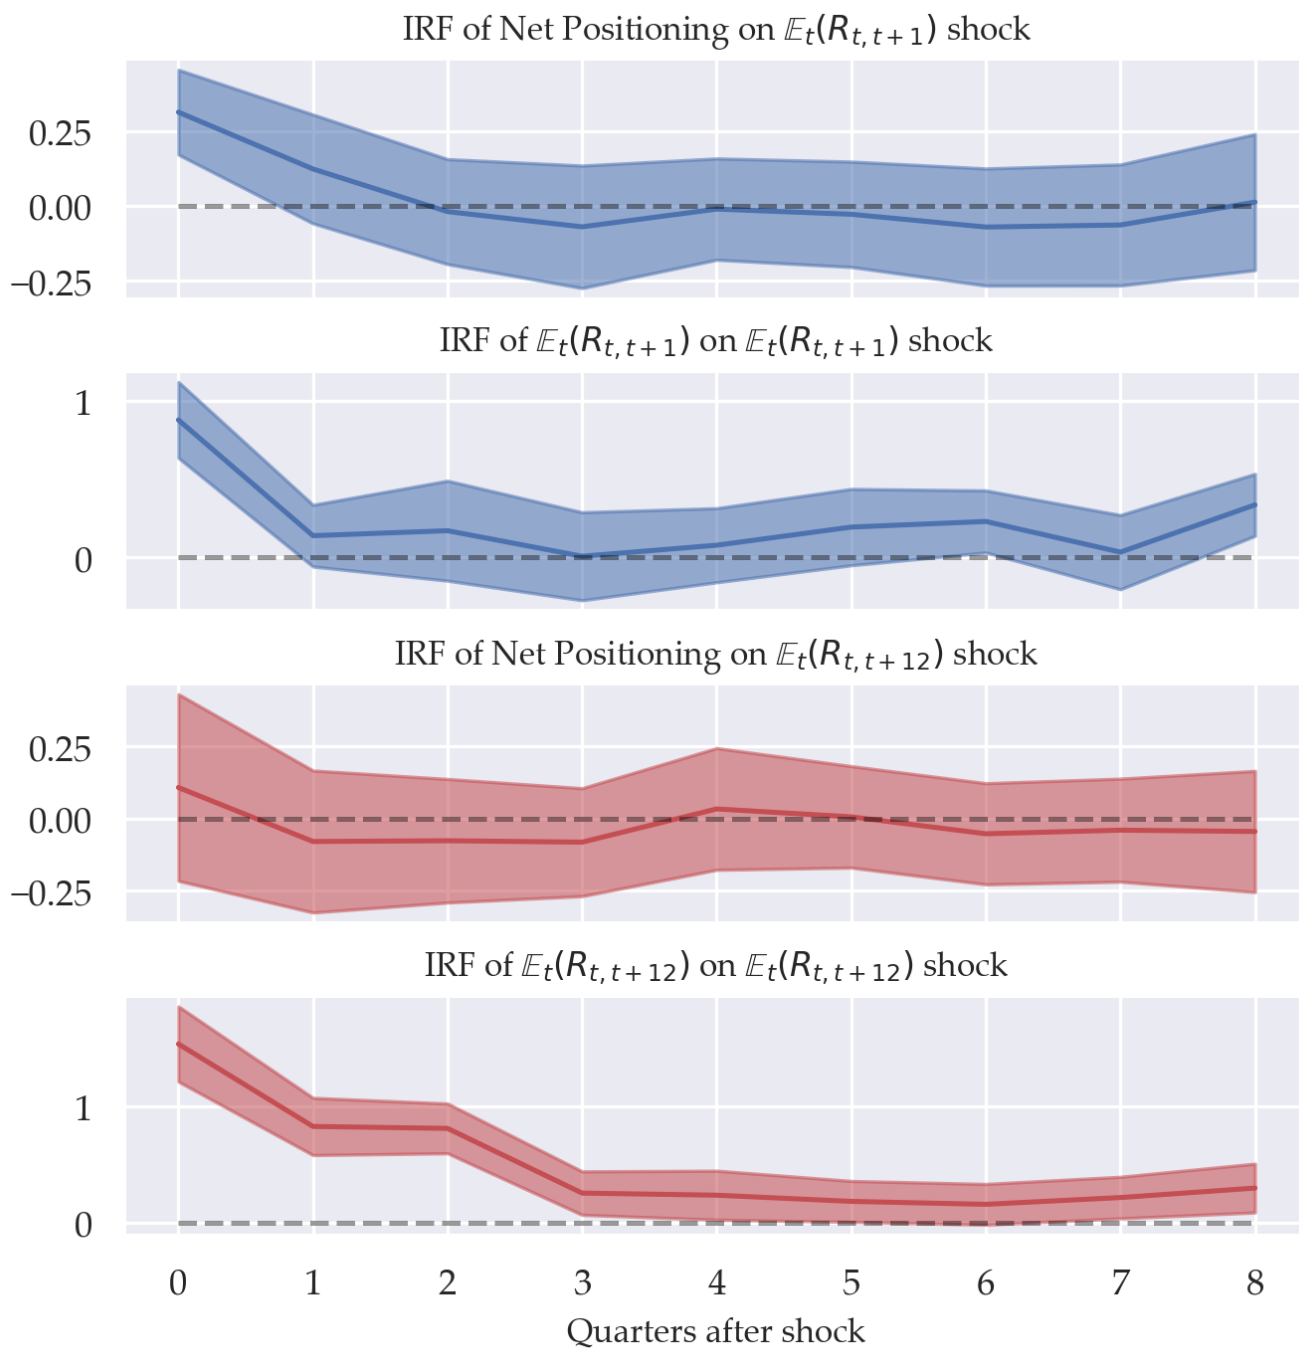 IRF of Net Positioning on 𝔼t(Rt, t+1) shock
0.25
0.00
−0.25
IRF of 𝔼t(Rt, t+1) on 𝔼t(Rt, t+1) shock
1
0
IRF of Net Positioning on 𝔼t(Rt, t+12) shock
0.25
0.00
−0.25
IRF of 𝔼t(Rt, t+12) on 𝔼t(Rt, t+12) shock
1
0
0 1 2 3 4 5 6 7 8
Quarters after shock